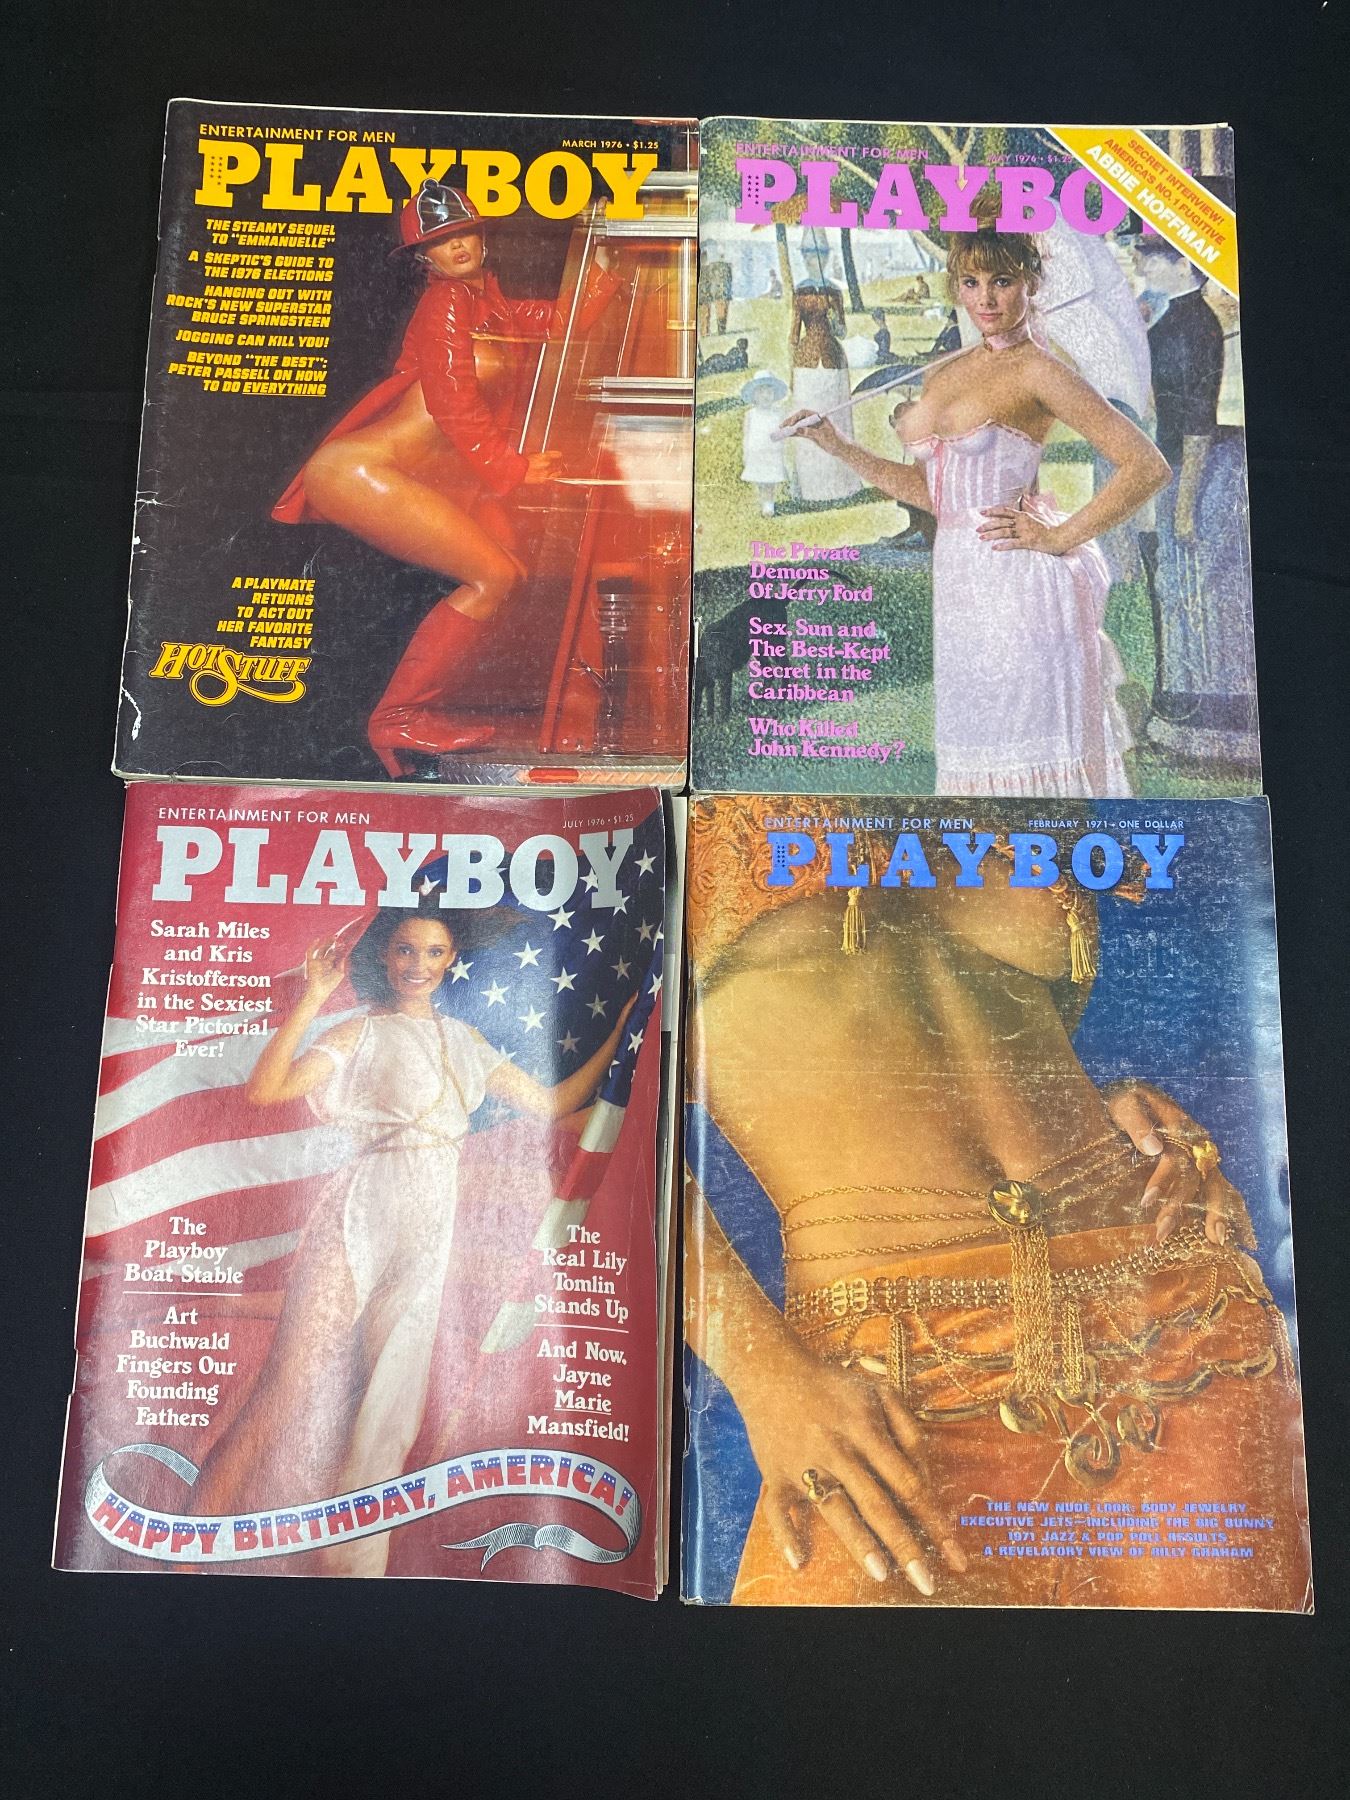 ENTERTAINMENT FOR MEN
MARCH 1976 • $1.25
PLAYBOY
THE STEAMY SEQUEL
TO "EMMANUELLE"
A SKEPTIC'S GUIDE TO
THE 1976 ELECTIONS
HANGING OUT WITH
ROCK'S NEW SUPERSTAR
BRUCE SPRINGSTEEN
JOGGING CAN KILL YOU!
BEYOND "THE BEST":
PETER PASSELL ON HOW
TO DO EVERYTHING
A PLAYMATE
RETURNS
TO ACT OUT
HER FAVORITE
FANTASY
HOT STUFF
ENTERTAINMENT FOR MEN
MAY 1976 • $1.25
PLAYBO
SECRET INTERVIEW!
AMERICA'S NO. 1 FUGITIVE
ABBIE HOFFMAN
The Private
Demons
Of Jerry Ford
Sex, Sun and
The Best-Kept
Secret in the
Caribbean
Who Killed
John Kennedy?
ENTERTAINMENT FOR MEN
JULY 1976 • $1.25
PLAYBOY
Sarah Miles
and Kris
Kristofferson
in the Sexiest
Star Pictorial
Ever!
The
Playboy
Boat Stable
Art
Buchwald
Fingers Our
Founding
Fathers
The
Real Lily
Tomlin
Stands Up
And Now,
Jayne
Marie
Mansfield!
HAPPY BIRTHDAY, AMERICA!
ENTERTAINMENT FOR MEN
FEBRUARY 1971 • ONE DOLLAR
PLAYBOY
THE NEW NUDE LOOK: BODY JEWELRY
EXECUTIVE JETS—INCLUDING THE BIG BUNNY
1971 JAZZ & POP POLL RESULTS
A REVELATORY VIEW OF BILLY GRAHAM